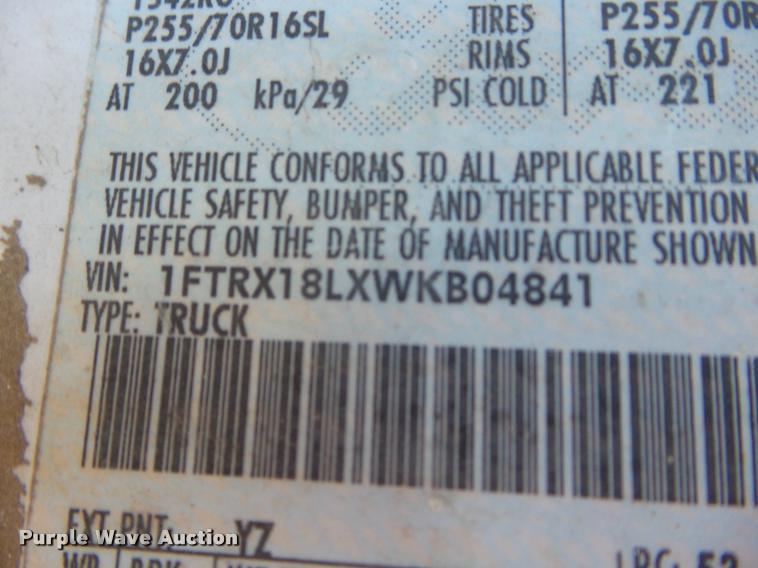 P255/70R16SL TIRES P255/70R
16X7.0J RIMS 16X7.0J
AT 200 kPa/29 PSI COLD AT 221
THIS VEHICLE CONFORMS TO ALL APPLICABLE FEDER
VEHICLE SAFETY, BUMPER, AND THEFT PREVENTION
IN EFFECT ON THE DATE OF MANUFACTURE SHOWN
VIN: 1FTRX18LXWKB04841
TYPE: TRUCK
EXT PNT: YZ
Purple Wave Auction